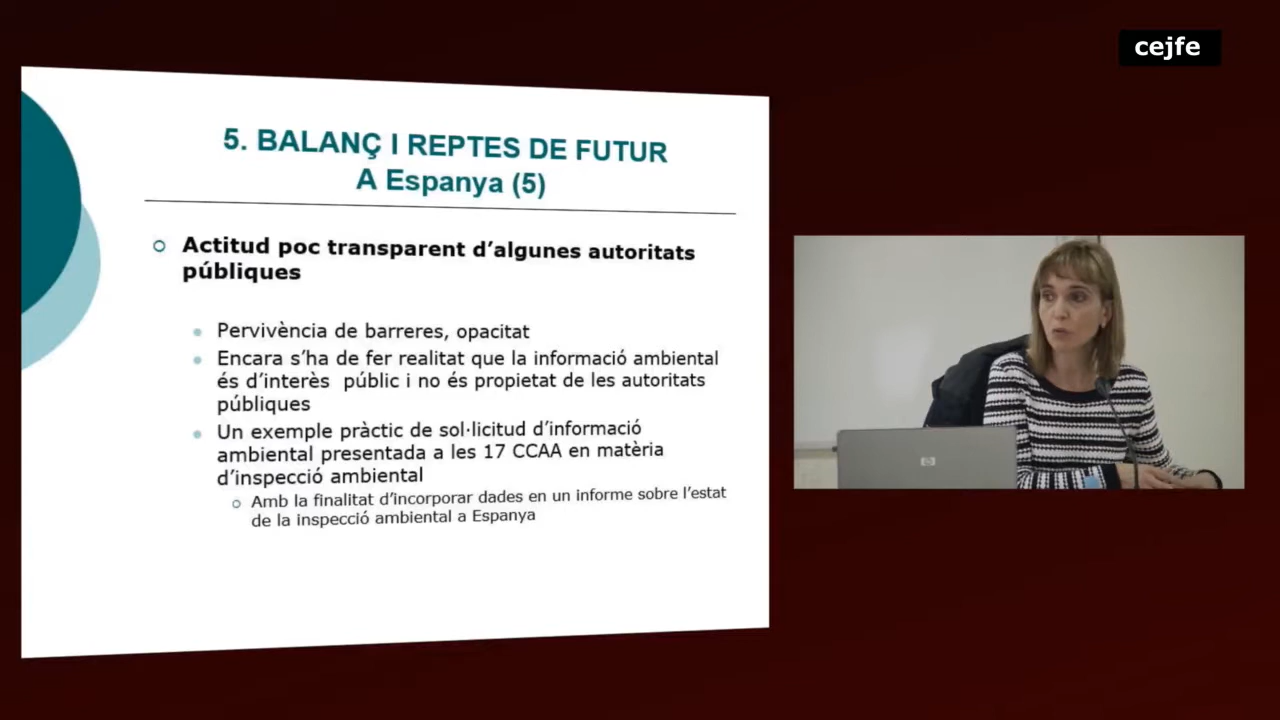 cejfe
5. BALANÇ I REPTES DE FUTUR
A Espanya (5)
Actitud poc transparent d’algunes autoritats
públiques
Pervivència de barreres, opacitat
Encara s’ha de fer realitat que la informació ambiental
és d’interès públic i no és propietat de les autoritats
públiques
Un exemple pràctic de sol·licitud d’informació
ambiental presentada a les 17 CCAA en matèria
d’inspecció ambiental
Amb la finalitat d’incorporar dades en un informe sobre l’estat
de la inspecció ambiental a Espanya
hp